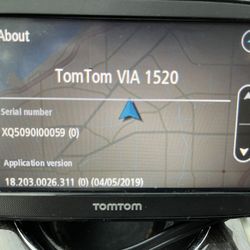 About
TomTom VIA 1520
Serial number
XQ5090I00059 (0)
Application version
18.203.0026.311 (0) (04/05/2019)
TOMTOM